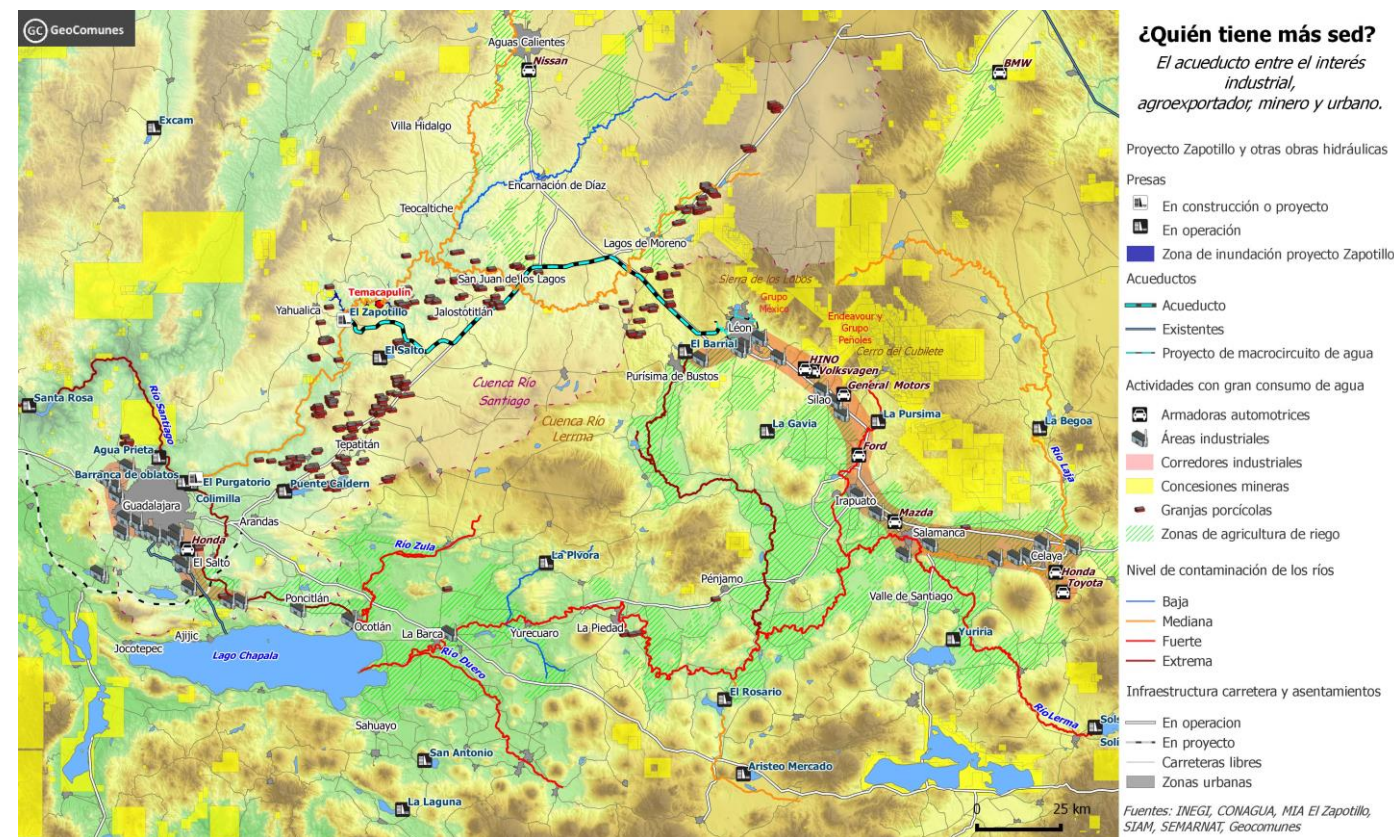 GC GeoComunes
¿Quién tiene más sed?
El acueducto entre el interés
industrial,
agroexportador, minero y urbano.
Proyecto Zapotillo y otras obras hidráulicas
Presas
En construcción o proyecto
En operación
Zona de inundación proyecto Zapotillo
Acueductos
Acueducto
Existentes
Proyecto de macrocircuito de agua
Actividades con gran consumo de agua
Armadoras automotrices
Áreas industriales
Corredores industriales
Concesiones mineras
Granjas porcícolas
Zonas de agricultura de riego
Nivel de contaminación de los ríos
Baja
Mediana
Fuerte
Extrema
Infraestructura carretera y asentamientos
En operacion
En proyecto
Carreteras libres
Zonas urbanas
Fuentes: INEGI, CONAGUA, MIA El Zapotillo,
SIAM, SEMARNAT, Geocomunes
Aguas Calientes
Nissan
BMW
Excam
Villa Hidalgo
Encarnación de Díaz
Teocaltiche
Lagos de Moreno
San Juan de los Lagos
Sierra de los Lobos
Temacapulín
Grupo
México
Yahualica
El Zapotillo
Jalostótitlán
Endeavour y
Grupo
Peñoles
Léon
El Barrial
Cerro del Cubilete
El Salto
HINO
Volksvagen
Purísima de Bustos
Cuenca Río
Santiago
General Motors
Silao
Santa Rosa
Río Santiago
Cuenca Río
Lerrma
La Gavia
La Pursima
La Begoa
Tepatitán
Agua Prieta
Ford
Río Laja
Barranca de oblatos
El Purgatorio
Puente Caldern
Colimilla
Guadalajara
Irapuato
Arandas
Mazda
Salamanca
Honda
El Salto
Río Zula
La Plvora
Celaya
Honda
Toyota
Pénjamo
Poncitlán
Valle de Santiago
Ocotlán
La Barca
Yurecuaro
La Piedad
Ajijic
Jocotepec
Lago Chapala
Río Duero
Yuriria
El Rosario
Río Lerma
Sols
Soli
Sahuayo
San Antonio
Aristeo Mercado
La Laguna
0 25 km